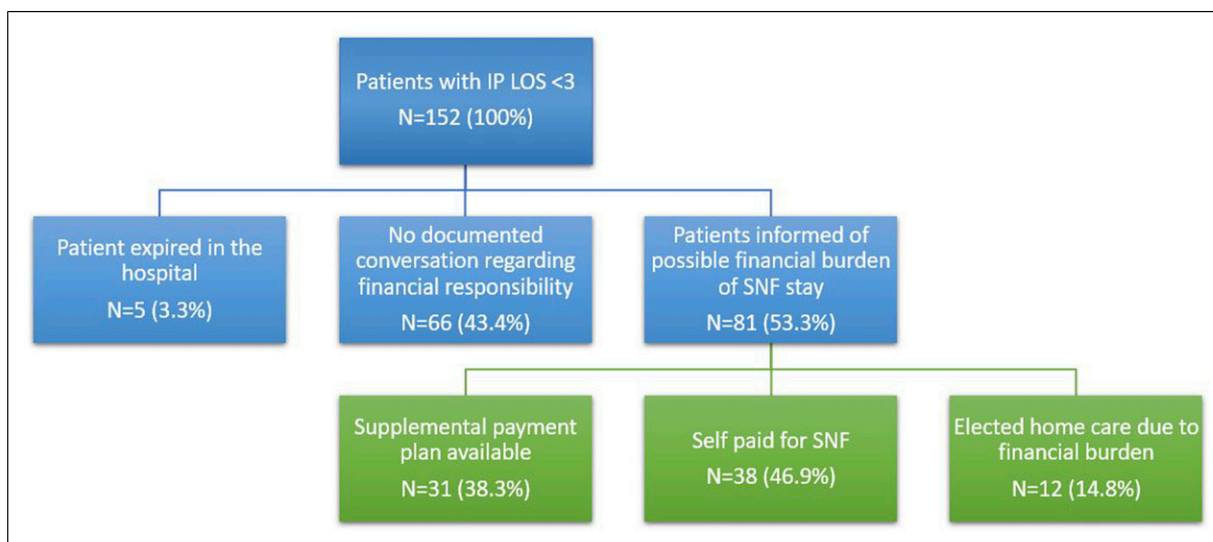 Patients with IP LOS <3
N=152 (100%)
Patient expired in the
hospital
N=5 (3.3%)
No documented
conversation regarding
financial responsibility
N=66 (43.4%)
Patients informed of
possible financial burden
of SNF stay
N=81 (53.3%)
Supplemental payment
plan available
N=31 (38.3%)
Self paid for SNF
N=38 (46.9%)
Elected home care due to
financial burden
N=12 (14.8%)